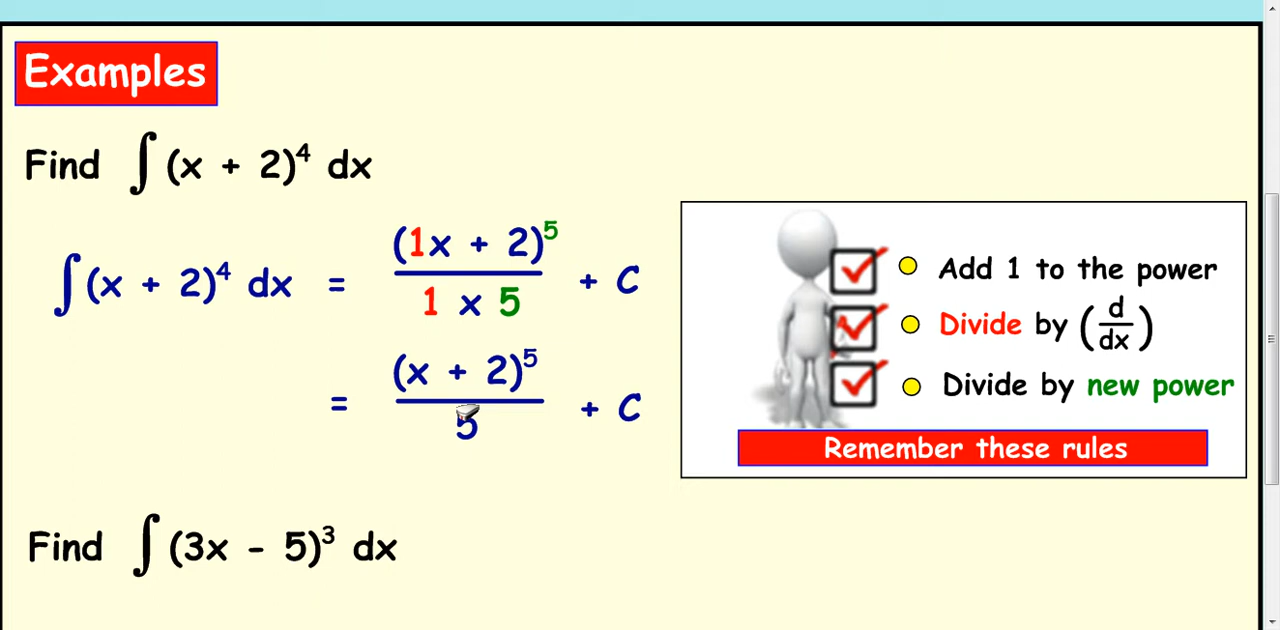 Examples
Find ∫ (x + 2)⁴ dx
∫ (x + 2)⁴ dx = (1x + 2)⁵ / 1 x 5 + C
= (x + 2)⁵ / 5 + C
Add 1 to the power
Divide by (d/dx)
Divide by new power
Remember these rules
Find ∫ (3x - 5)³ dx